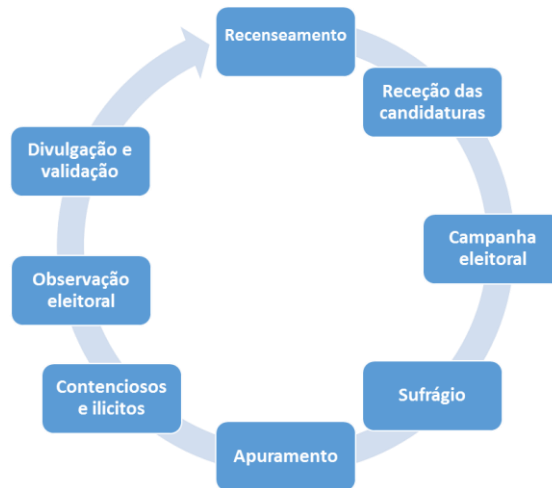 Recenseamento
Receção das
candidaturas
Campanha
eleitoral
Sufrágio
Apuramento
Contenciosos
e ilicitos
Observação
eleitoral
Divulgação e
validação